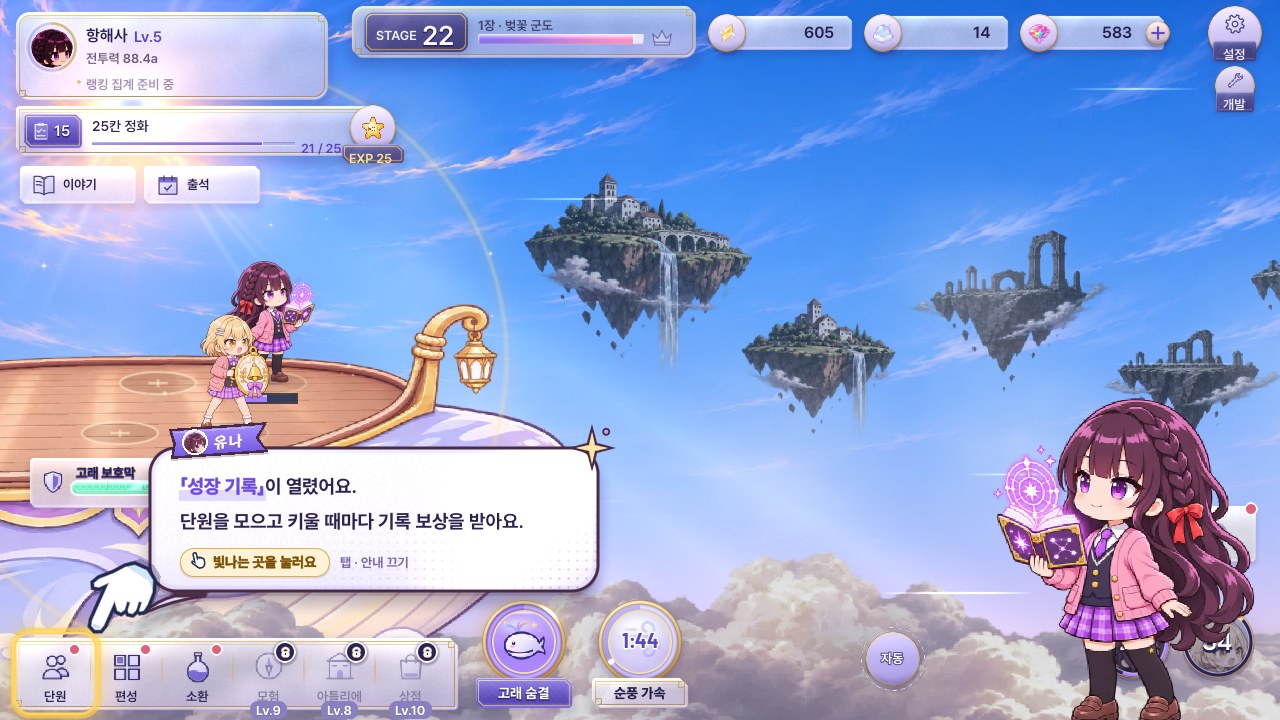 항해사 Lv.5
전투력 88.4a
랭킹 집계 준비 중
STAGE 22
1장 · 벚꽃 군도
605
14
583
설정
개발
15
25칸 정화
21 / 25
EXP 25
이야기
출석
고래 보호막
유나
「성장 기록」이 열렸어요.
단원을 모으고 키울 때마다 기록 보상을 받아요.
빛나는 곳을 눌러요
탭 · 안내 끄기
단원
편성
소환
모험
Lv.9
아틀리에
Lv.8
상점
Lv.10
고래 숨결
1:44
순풍 가속
자동